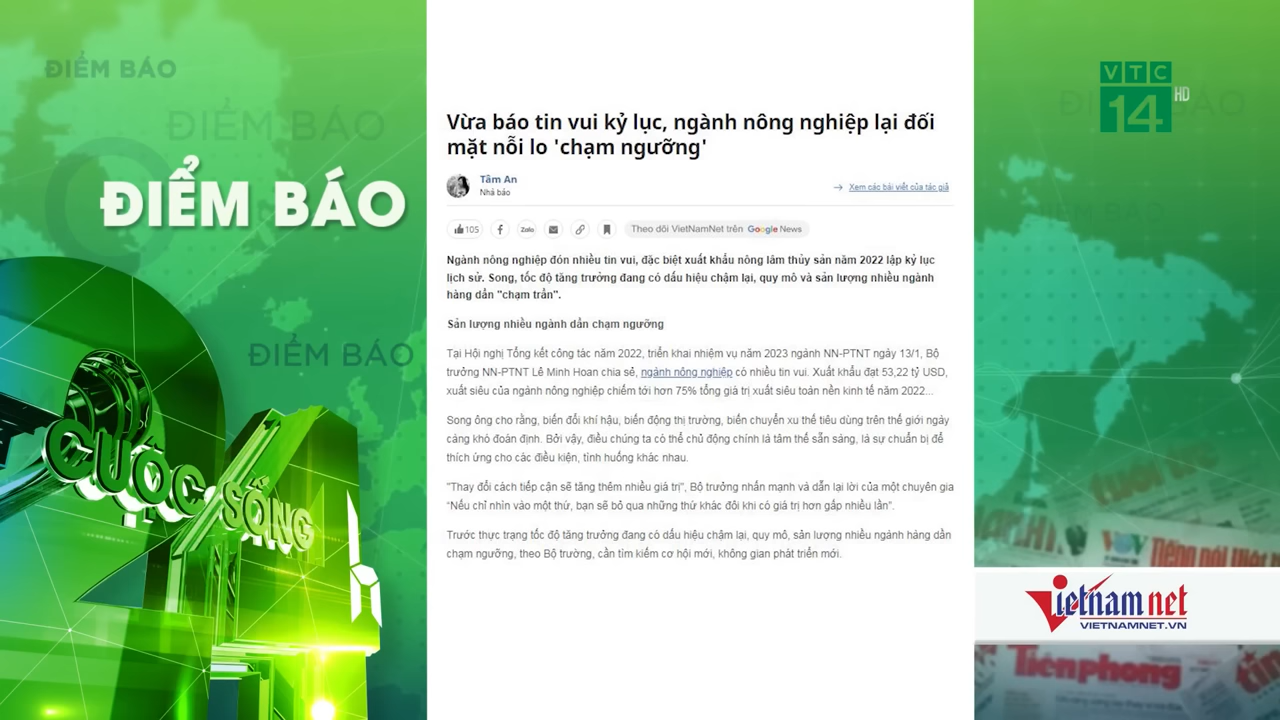 ĐIỂM BÁO
ĐIỂM BÁO
ĐIỂM BÁO
ĐIỂM BÁO
CUỘC SỐNG
24h
Vừa báo tin vui kỷ lục, ngành nông nghiệp lại đối
mặt nỗi lo 'chạm ngưỡng'
Tâm An
Nhà báo
Xem các bài viết của tác giả
105
Zalo
Theo dõi VietNamNet trên Google News
Ngành nông nghiệp đón nhiều tin vui, đặc biệt xuất khẩu nông lâm thủy sản năm 2022 lập kỷ lục
lịch sử. Song, tốc độ tăng trưởng đang có dấu hiệu chậm lại, quy mô và sản lượng nhiều ngành
hàng dần "chạm trần".
Sản lượng nhiều ngành dần chạm ngưỡng
Tại Hội nghị Tổng kết công tác năm 2022, triển khai nhiệm vụ năm 2023 ngành NN-PTNT ngày 13/1, Bộ
trưởng NN-PTNT Lê Minh Hoan chia sẻ, ngành nông nghiệp có nhiều tin vui. Xuất khẩu đạt 53,22 tỷ USD,
xuất siêu của ngành nông nghiệp chiếm tới hơn 75% tổng giá trị xuất siêu toàn nền kinh tế năm 2022...
Song ông cho rằng, biến đổi khí hậu, biến động thị trường, biến chuyển xu thế tiêu dùng trên thế giới ngày
càng khó đoán định. Bởi vậy, điều chúng ta có thể chủ động chính là tâm thế sẵn sàng, là sự chuẩn bị để
thích ứng cho các điều kiện, tình huống khác nhau.
"Thay đổi cách tiếp cận sẽ tăng thêm nhiều giá trị", Bộ trưởng nhấn mạnh và dẫn lại lời của một chuyên gia
“Nếu chỉ nhìn vào một thứ, bạn sẽ bỏ qua những thứ khác đôi khi có giá trị hơn gấp nhiều lần”.
Trước thực trạng tốc độ tăng trưởng đang có dấu hiệu chậm lại, quy mô, sản lượng nhiều ngành hàng dần
chạm ngưỡng, theo Bộ trưởng, cần tìm kiếm cơ hội mới, không gian phát triển mới.
VTC
14 HD
ĐIỂM BÁO
VOV
Tiếng nói Việt
Vietnamnet
VIETNAMNET.VN
Tiền phong